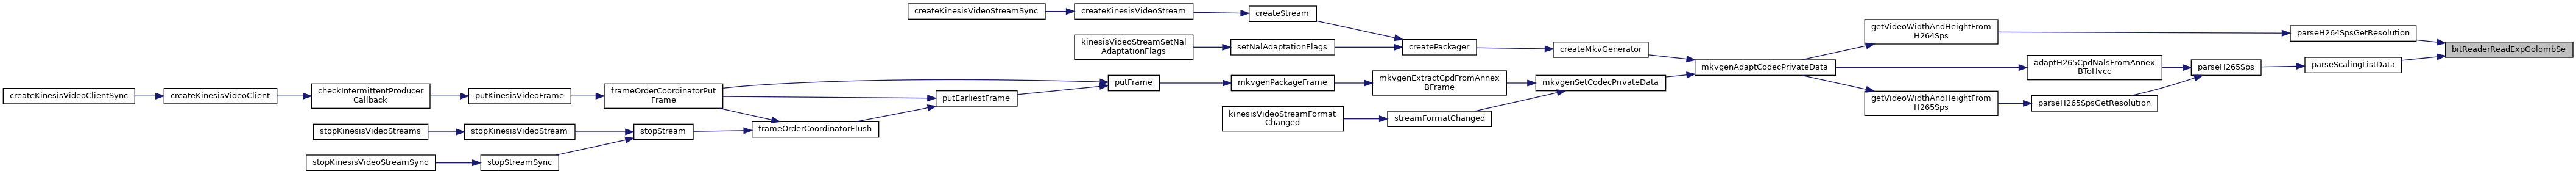 createKinesisVideoStreamSync
createKinesisVideoStream
createStream
kinesisVideoStreamSetNal
AdaptationFlags
setNalAdaptationFlags
createPackager
createMkvGenerator
getVideoWidthAndHeightFrom
H264Sps
parseH264SpsGetResolution
bitReaderReadExpGolombSe
mkvgenAdaptCodecPrivateData
adaptH265CpdNalsFromAnnex
BToHvcc
parseH265Sps
parseScalingListData
getVideoWidthAndHeightFrom
H265Sps
parseH265SpsGetResolution
createKinesisVideoClientSync
createKinesisVideoClient
checkIntermittentProducer
Callback
putKinesisVideoFrame
frameOrderCoordinatorPut
Frame
putEarliestFrame
putFrame
mkvgenPackageFrame
mkvgenExtractCpdFromAnnex
BFrame
mkvgenSetCodecPrivateData
kinesisVideoStreamFormat
Changed
streamFormatChanged
stopKinesisVideoStreams
stopKinesisVideoStream
stopStream
frameOrderCoordinatorFlush
stopKinesisVideoStreamSync
stopStreamSync